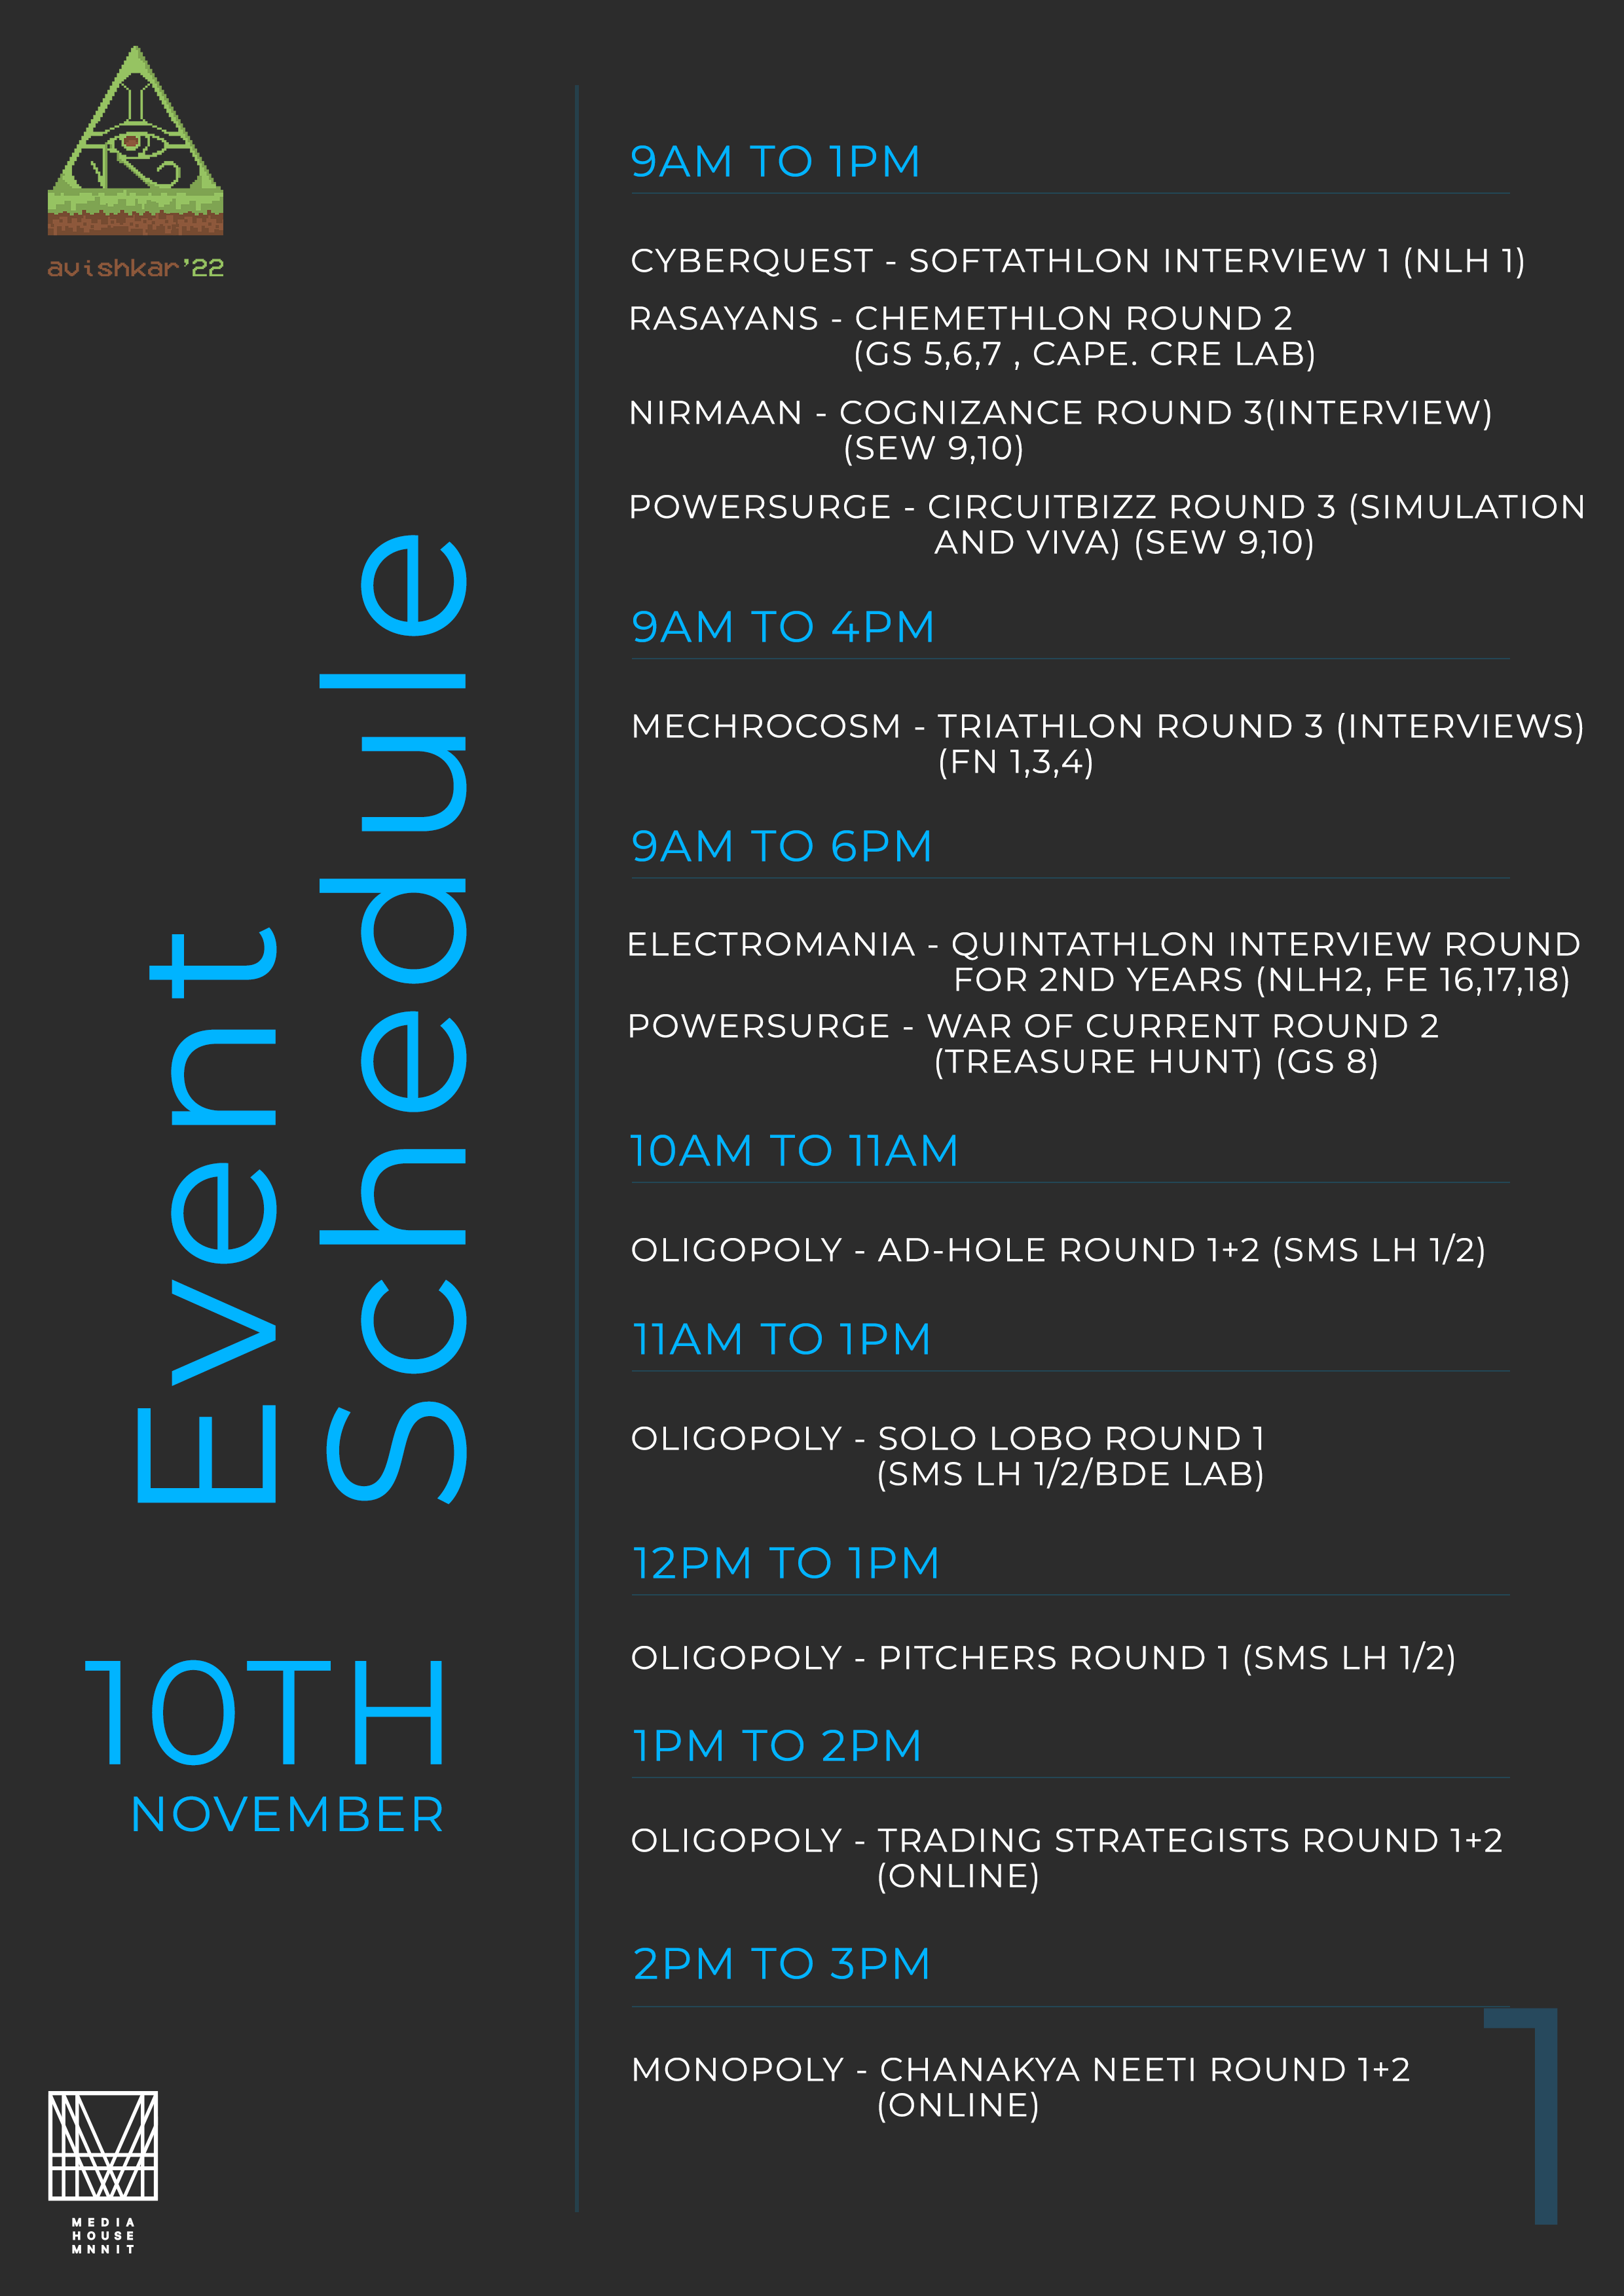 avishkar'22
Event
Schedule
10TH
NOVEMBER
9AM TO 1PM
CYBERQUEST - SOFTATHLON INTERVIEW 1 (NLH 1)
RASAYANS - CHEMETHLON ROUND 2
(GS 5,6,7 , CAPE. CRE LAB)
NIRMAAN - COGNIZANCE ROUND 3(INTERVIEW)
(SEW 9,10)
POWERSURGE - CIRCUITBIZZ ROUND 3 (SIMULATION
AND VIVA) (SEW 9,10)
9AM TO 4PM
MECHROCOSM - TRIATHLON ROUND 3 (INTERVIEWS)
(FN 1,3,4)
9AM TO 6PM
ELECTROMANIA - QUINTATHLON INTERVIEW ROUND
FOR 2ND YEARS (NLH2, FE 16,17,18)
POWERSURGE - WAR OF CURRENT ROUND 2
(TREASURE HUNT) (GS 8)
10AM TO 11AM
OLIGOPOLY - AD-HOLE ROUND 1+2 (SMS LH 1/2)
11AM TO 1PM
OLIGOPOLY - SOLO LOBO ROUND 1
(SMS LH 1/2/BDE LAB)
12PM TO 1PM
OLIGOPOLY - PITCHERS ROUND 1 (SMS LH 1/2)
1PM TO 2PM
OLIGOPOLY - TRADING STRATEGISTS ROUND 1+2
(ONLINE)
2PM TO 3PM
MONOPOLY - CHANAKYA NEETI ROUND 1+2
(ONLINE)
1
MEDIA
HOUSE
MNNIT